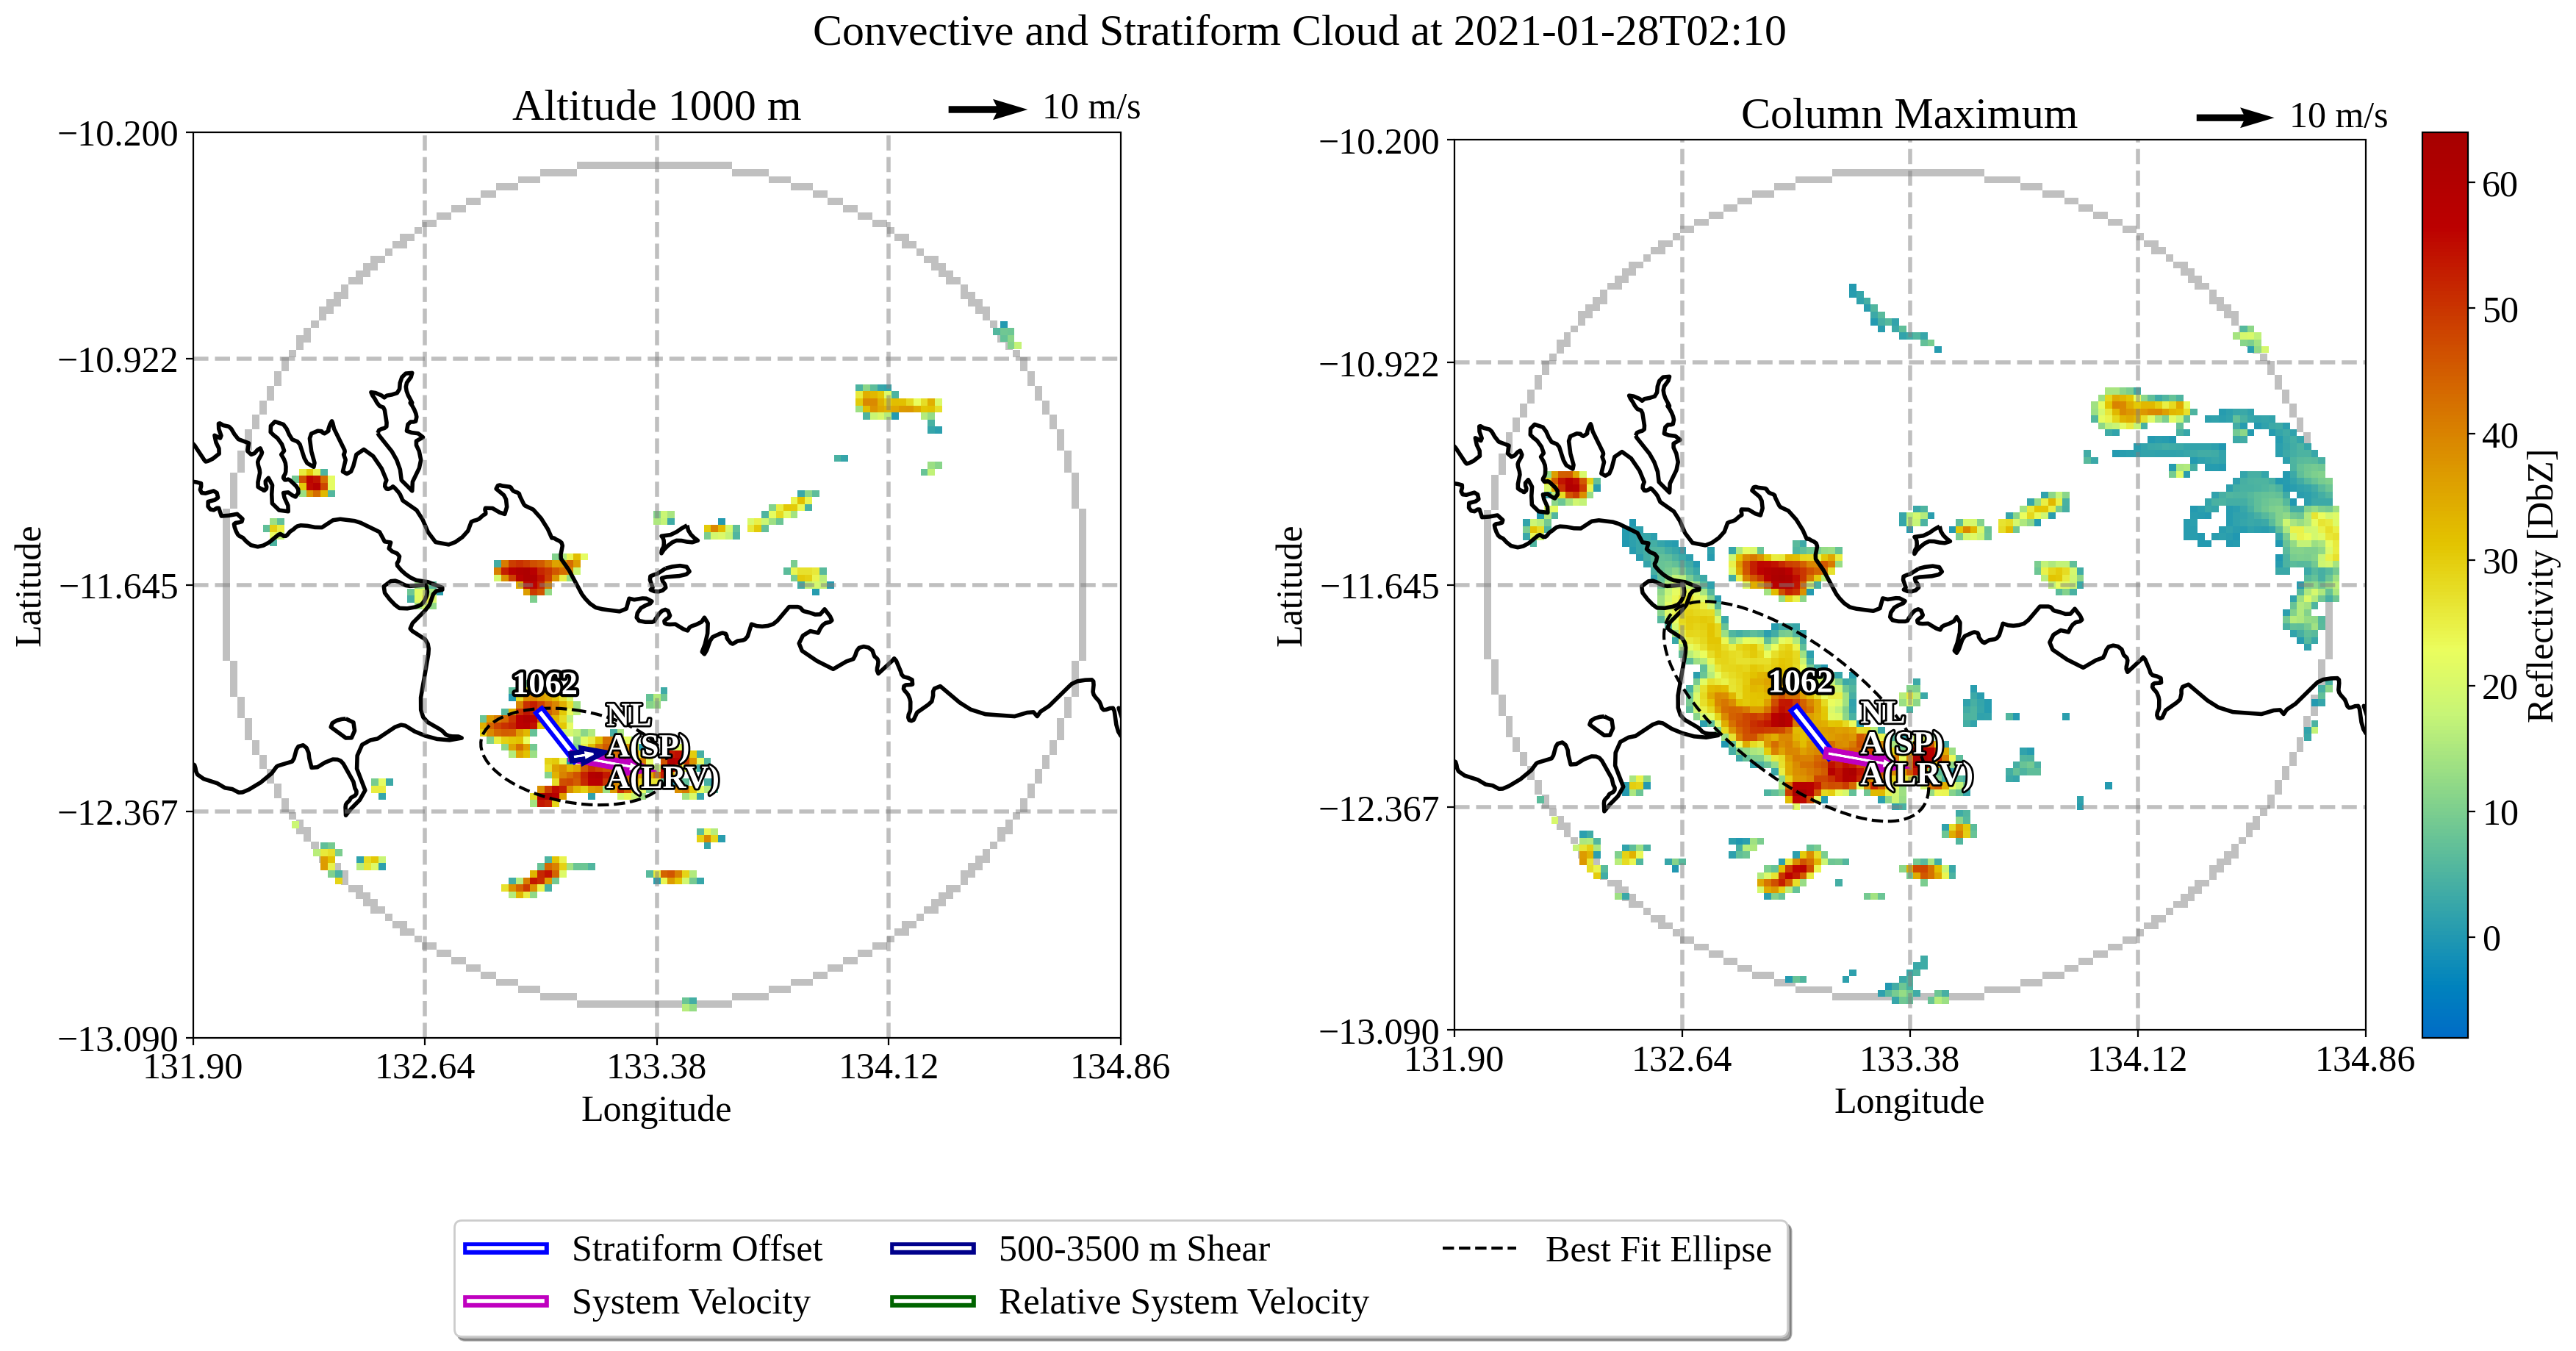 Convective and Stratiform Cloud at 2021-01-28T02:10
Altitude 1000 m
10 m/s
−10.200
−10.922
−11.645
−12.367
−13.090
Latitude
131.90
132.64
133.38
134.12
134.86
Longitude
1062
NL
A(SP)
A(LRV)
Column Maximum
10 m/s
−10.200
−10.922
−11.645
−12.367
−13.090
Latitude
131.90
132.64
133.38
134.12
134.86
Longitude
1062
NL
A(SP)
A(LRV)
60
50
40
30
20
10
0
Reflectivity [DbZ]
Stratiform Offset
System Velocity
500-3500 m Shear
Relative System Velocity
Best Fit Ellipse